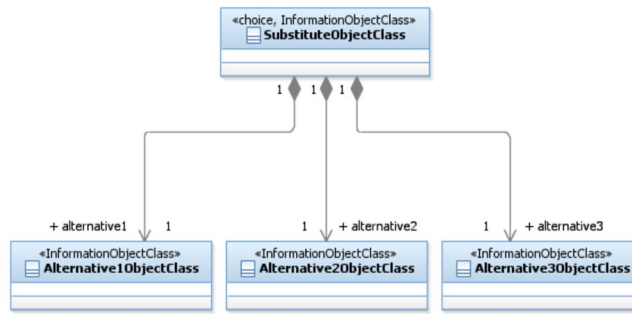 «choice, InformationObjectClass»
SubstituteObjectClass
1 1 1
+ alternative1 1 1 + alternative2 1 + alternative3
«InformationObjectClass» «InformationObjectClass» «InformationObjectClass»
Alternative1ObjectClass Alternative2ObjectClass Alternative3ObjectClass